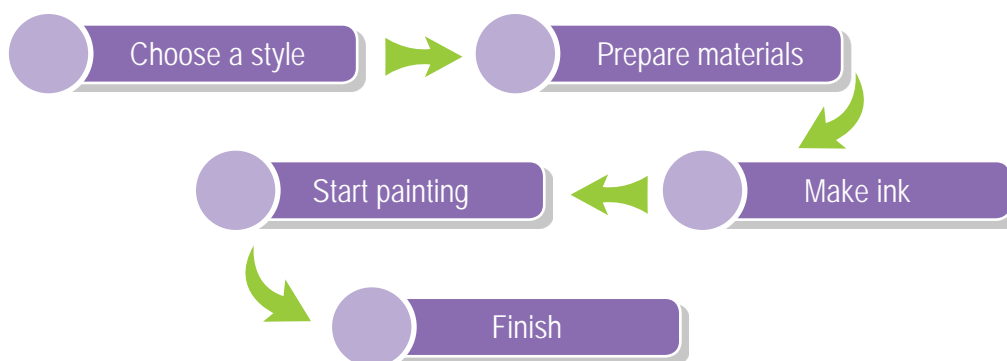 Choose a style
Prepare materials
Make ink
Start painting
Finish